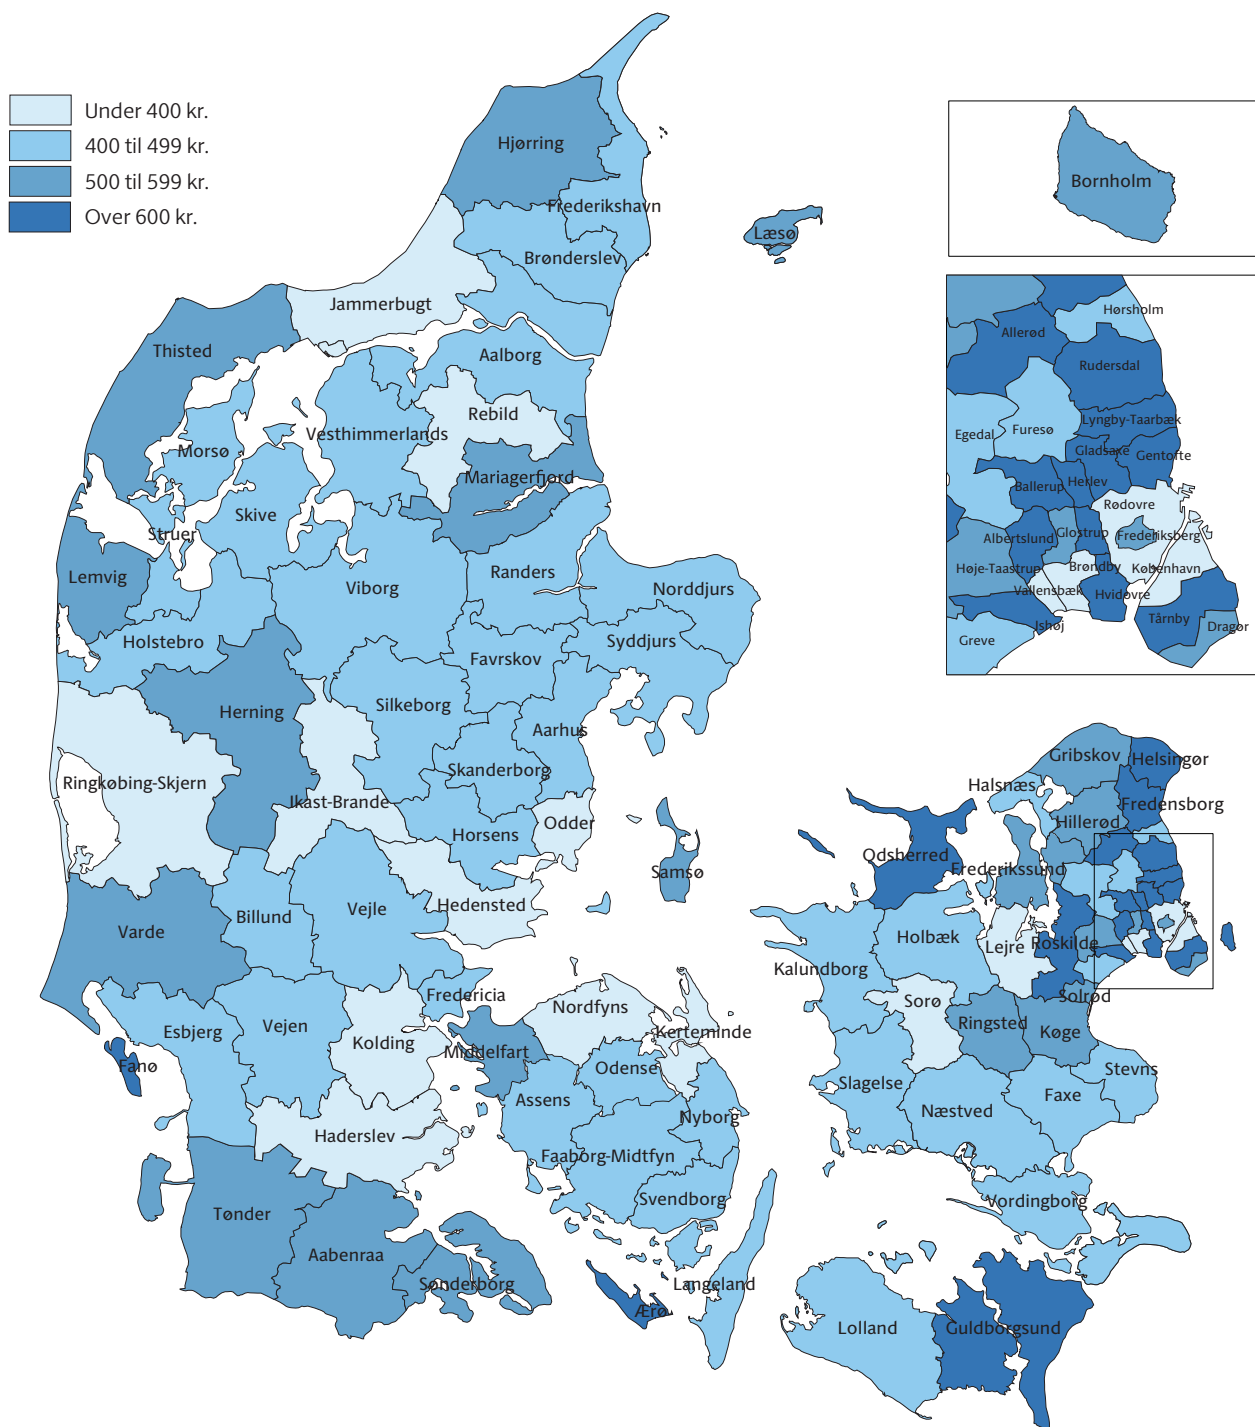 Under 400 kr.
400 til 499 kr.
500 til 599 kr.
Over 600 kr.
Hjørring
Frederikshavn
Brønderslev
Læsø
Jammerbugt
Thisted
Aalborg
Rebild
Vesthimmerlands
Morsø
Mariagerfjord
Skive
Struer
Lemvig
Viborg
Randers
Norddjurs
Holstebro
Favrskov
Syddjurs
Silkeborg
Herning
Aarhus
Skanderborg
Ringkøbing-Skjern
Ikast-Brande
Odder
Horsens
Samsø
Hedensted
Billund
Vejle
Varde
Fredericia
Nordfyns
Vejen
Esbjerg
Kolding
Kerteminde
Middelfart
Fanø
Odense
Assens
Nyborg
Haderslev
Faaborg-Midtfyn
Svendborg
Tønder
Aabenraa
Sønderborg
Langeland
Ærø
Bornholm
Hørsholm
Allerød
Rudersdal
Lyngby-Taarbæk
Furesø
Egedal
Gladsaxe
Gentofte
Herlev
Ballerup
Rødovre
Glostrup
Frederiksberg
Albertslund
Brøndby
Høje-Taastrup
København
Vallensbæk
Hvidovre
Tårnby
Ishøj
Dragør
Greve
Gribskov
Helsingør
Halsnæs
Fredensborg
Hillerød
Odsherred
Frederikssund
Holbæk
Lejre
Roskilde
Kalundborg
Solrød
Sorø
Ringsted
Køge
Stevns
Slagelse
Faxe
Næstved
Vordingborg
Lolland
Guldborgsund